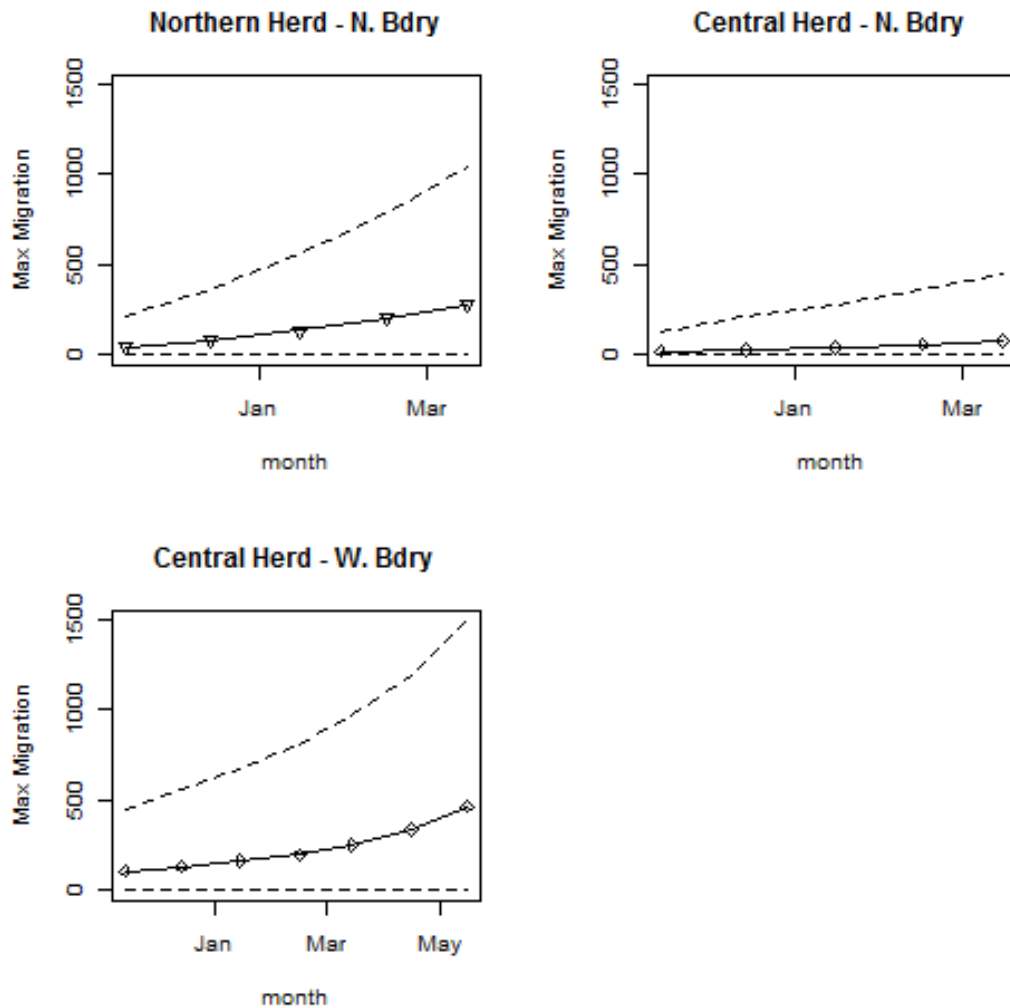 Northern Herd - N. Bdry
Max Migration
1500
1000
500
0
Jan Mar
month
Central Herd - N. Bdry
Max Migration
1500
1000
500
0
Jan Mar
month
Central Herd - W. Bdry
Max Migration
1500
1000
500
0
Jan Mar May
month